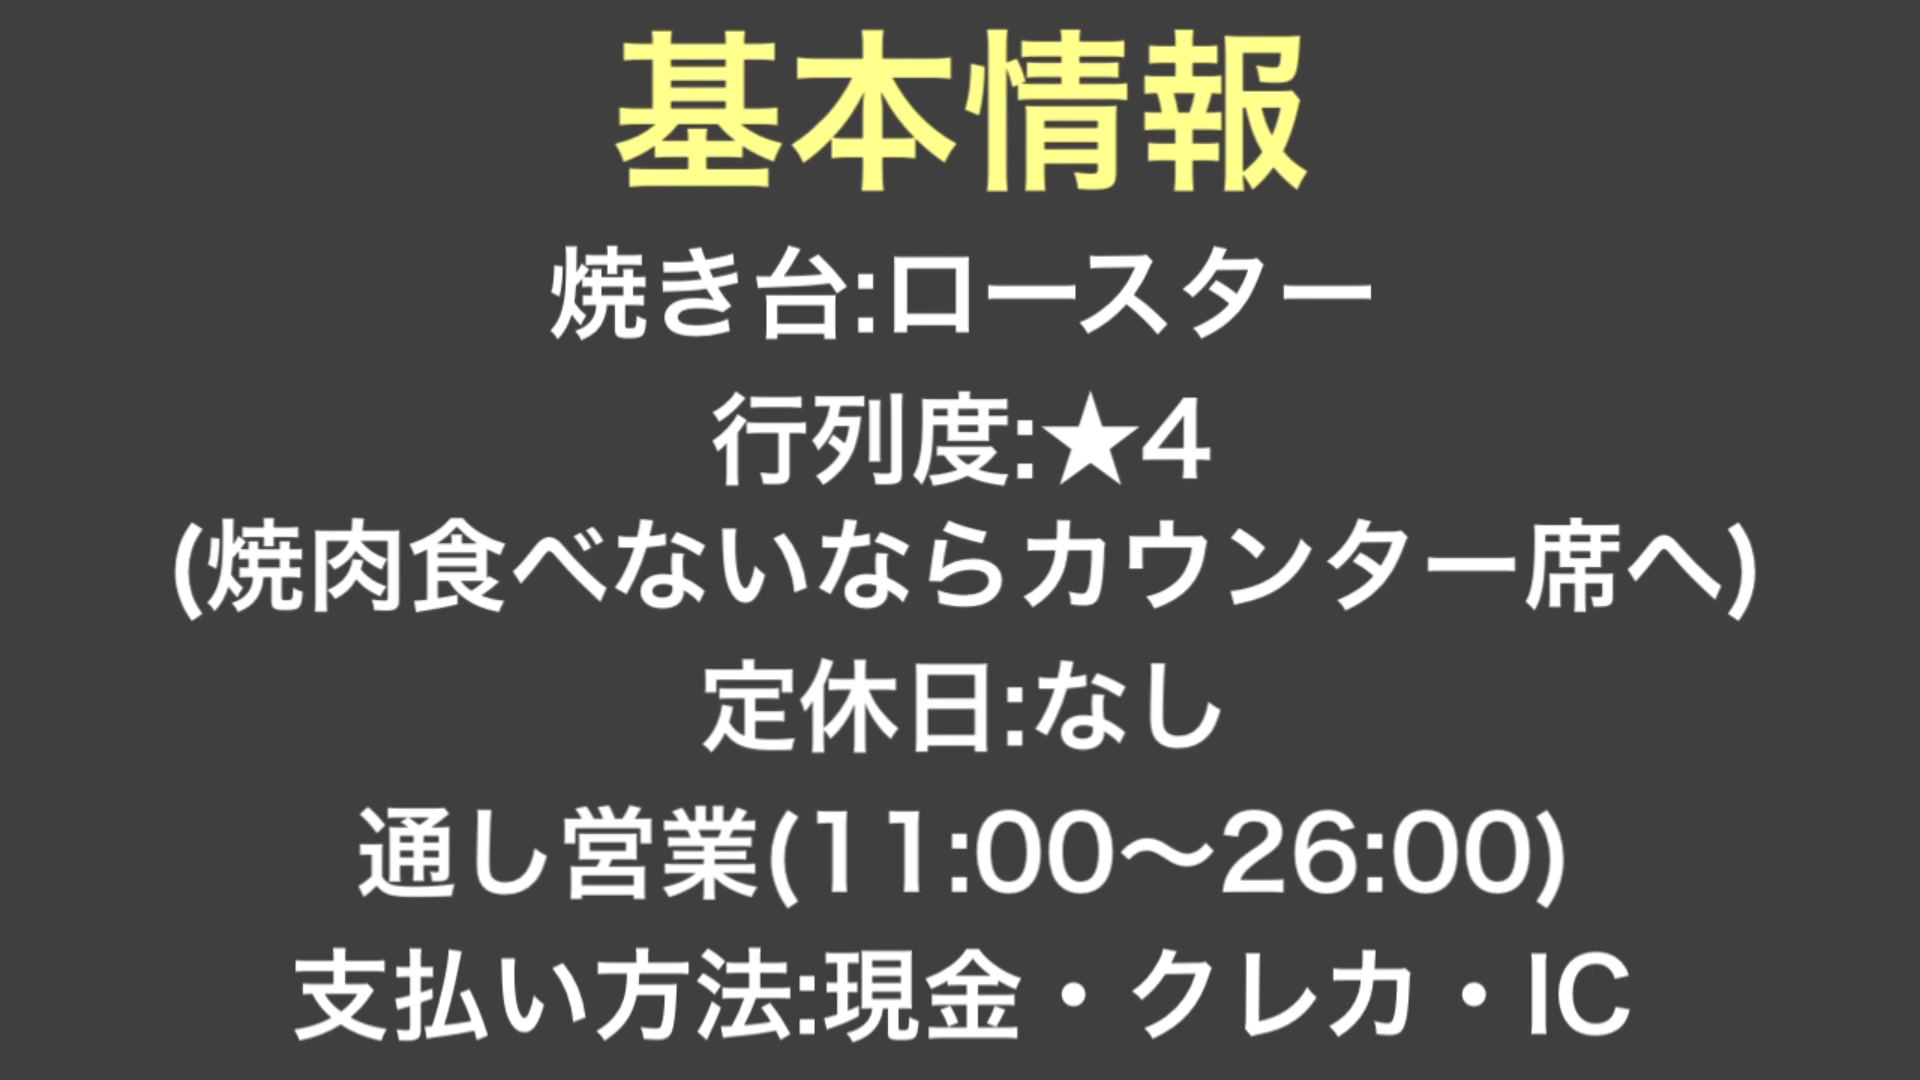 基本情報
焼き台:ロースター
行列度:★4
(焼肉食べないならカウンター席へ)
定休日:なし
通し営業(11:00〜26:00)
支払い方法:現金・クレカ・IC